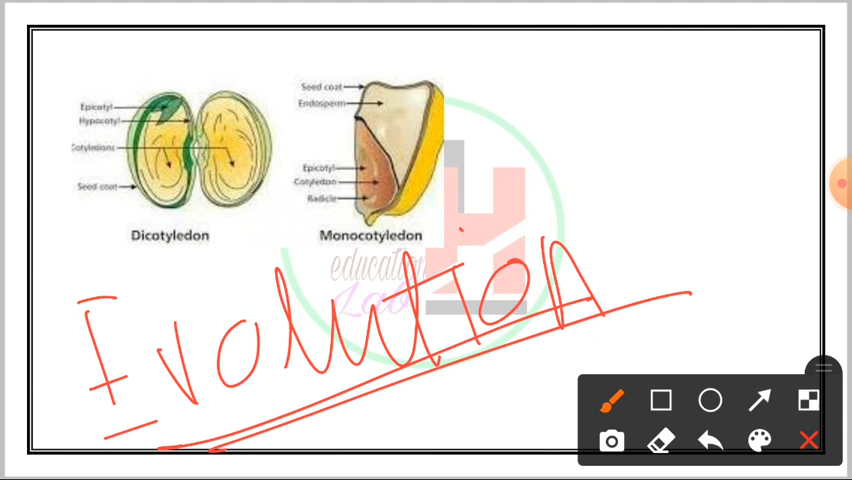 Epicotyl
Hypocotyl
Cotyledons
Seed coat
Dicotyledon
Seed coat
Endosperm
Epicotyl
Cotyledon
Radicle
Monocotyledon
education
Lab
Evolution